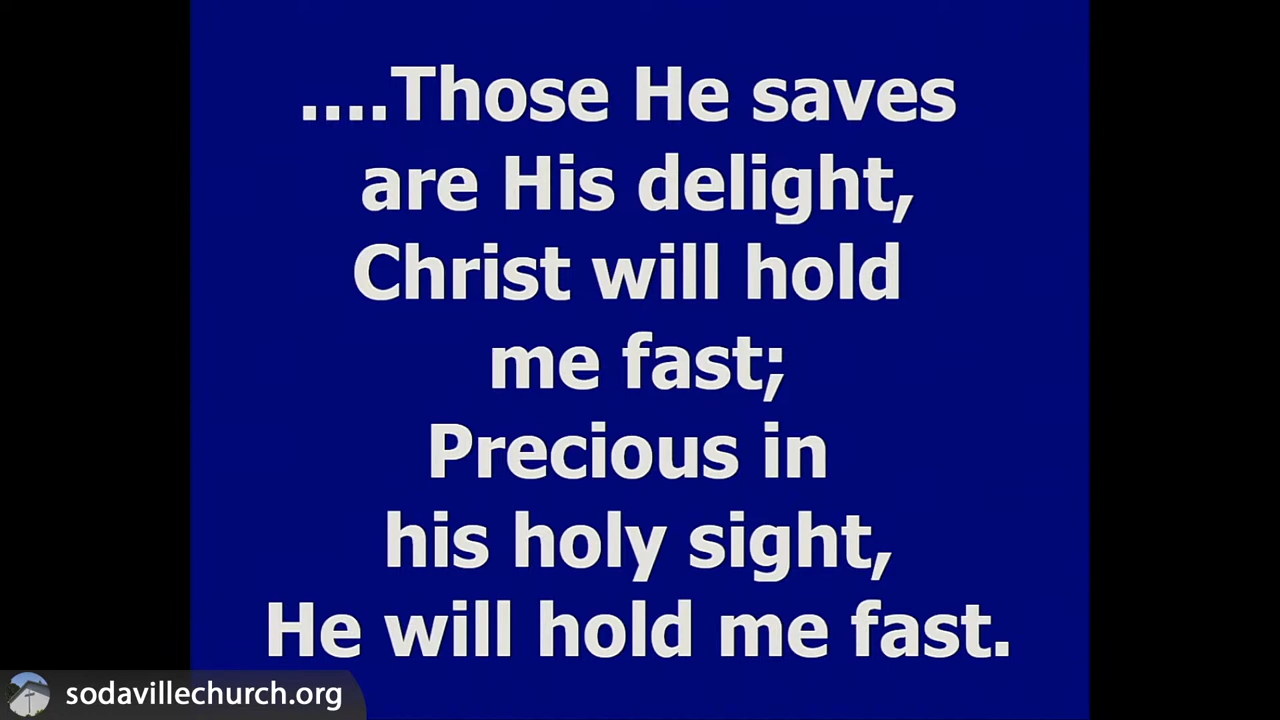 ....Those He saves
are His delight,
Christ will hold
me fast;
Precious in
his holy sight,
He will hold me fast.
sodavillechurch.org